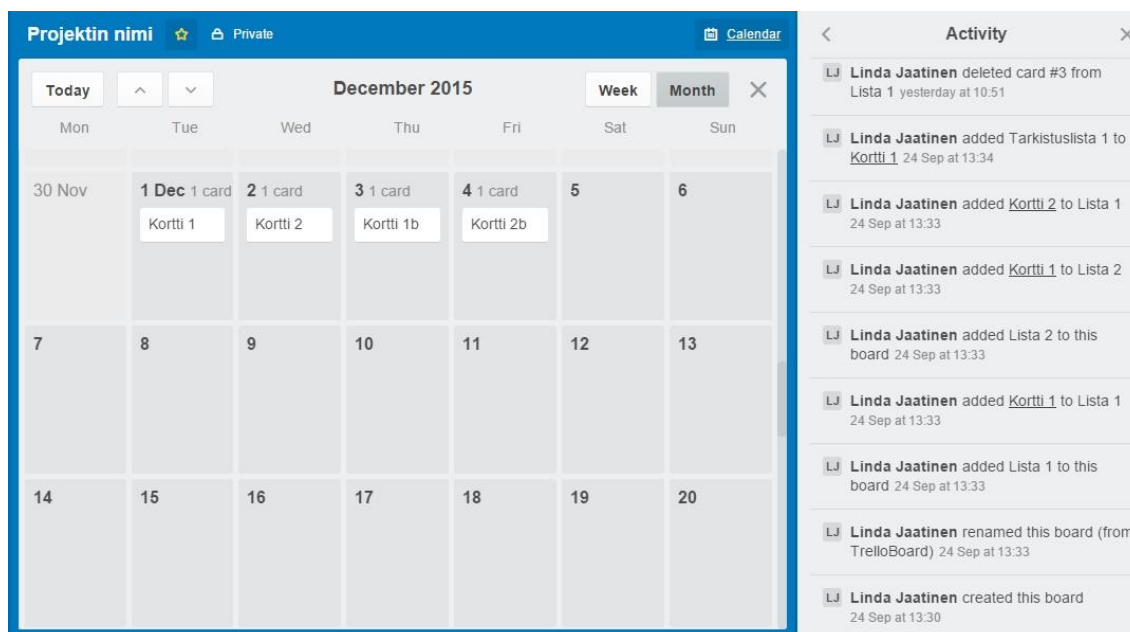 Projektin nimi Private Calendar
Today December 2015 Week Month
Mon Tue Wed Thu Fri Sat Sun
30 Nov 1 Dec 1 card 2 1 card 3 1 card 4 1 card 5 6
Kortti 1 Kortti 2 Kortti 1b Kortti 2b
7 8 9 10 11 12 13
14 15 16 17 18 19 20
Activity
LJ Linda Jaatinen deleted card #3 from
Lista 1 yesterday at 10:51
LJ Linda Jaatinen added Tarkistuslista 1 to
Kortti 1 24 Sep at 13:34
LJ Linda Jaatinen added Kortti 2 to Lista 1
24 Sep at 13:33
LJ Linda Jaatinen added Kortti 1 to Lista 2
24 Sep at 13:33
LJ Linda Jaatinen added Lista 2 to this
board 24 Sep at 13:33
LJ Linda Jaatinen added Kortti 1 to Lista 1
24 Sep at 13:33
LJ Linda Jaatinen added Lista 1 to this
board 24 Sep at 13:33
LJ Linda Jaatinen renamed this board (from
TrelloBoard) 24 Sep at 13:33
LJ Linda Jaatinen created this board
24 Sep at 13:30